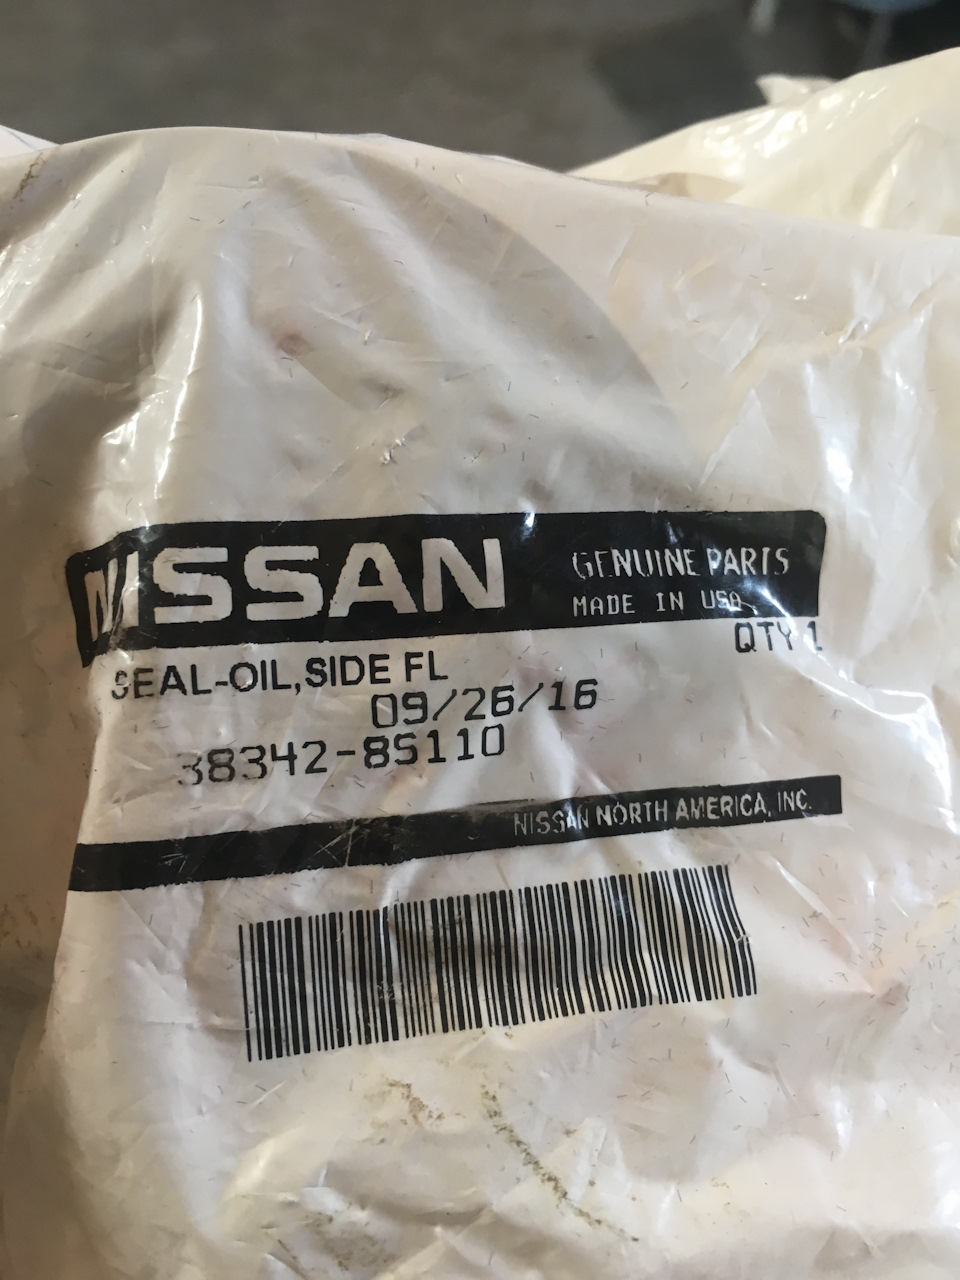 NISSAN GENUINE PARTS
MADE IN USA
QTY 1
SEAL-OIL,SIDE FL
09/26/16
38342-8S110
NISSAN NORTH AMERICA, INC.